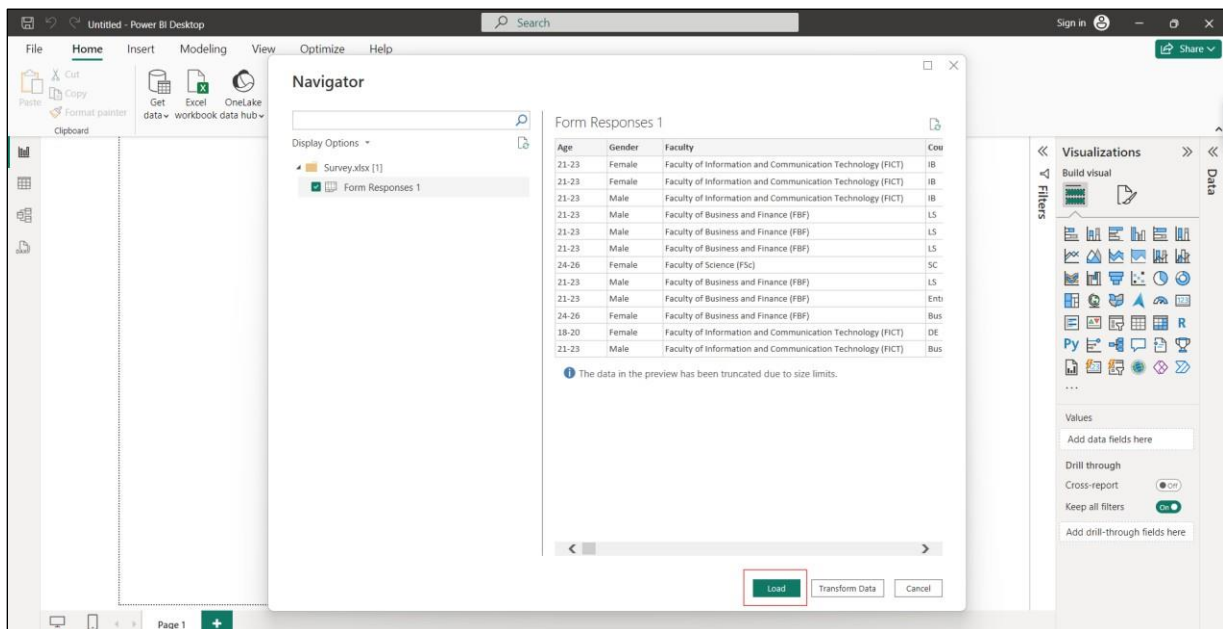 Untitled - Power BI Desktop
Search
Sign in
File Home Insert Modeling View Optimize Help
Share
Paste
Cut
Copy
Format painter
Clipboard
Get data
Excel workbook
OneLake data hub
Navigator
Display Options
Survey.xlsx [1]
Form Responses 1
Form Responses 1
Age Gender Faculty Cou
21-23 Female Faculty of Information and Communication Technology (FICT) IB
21-23 Female Faculty of Information and Communication Technology (FICT) IB
21-23 Male Faculty of Information and Communication Technology (FICT) IB
21-23 Male Faculty of Business and Finance (FBF) LS
21-23 Male Faculty of Business and Finance (FBF) LS
21-23 Male Faculty of Business and Finance (FBF) LS
24-26 Female Faculty of Science (FSc) SC
21-23 Male Faculty of Business and Finance (FBF) LS
21-23 Male Faculty of Business and Finance (FBF) Ent
24-26 Female Faculty of Business and Finance (FBF) Bus
18-20 Female Faculty of Information and Communication Technology (FICT) DE
21-23 Male Faculty of Information and Communication Technology (FICT) Bus
The data in the preview has been truncated due to size limits.
Load Transform Data Cancel
Filters
Visualizations
Build visual
123
R
Py
...
Values
Add data fields here
Drill through
Cross-report Off
Keep all filters On
Add drill-through fields here
Data
Page 1 +